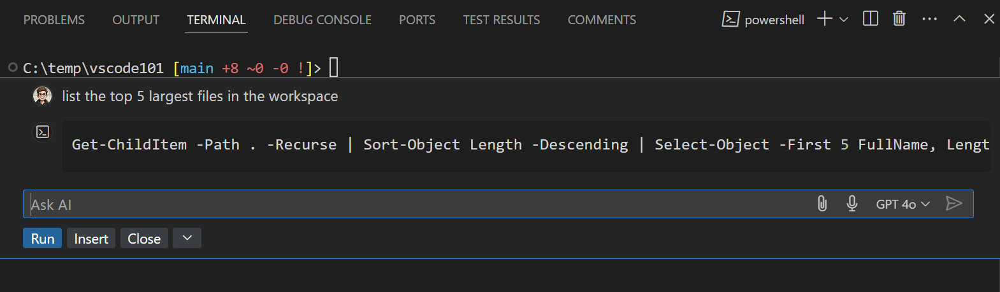 PROBLEMS OUTPUT TERMINAL DEBUG CONSOLE PORTS TEST RESULTS COMMENTS powershell
C:\temp\vscode101 [main +8 ~0 -0 !]>
list the top 5 largest files in the workspace
Get-ChildItem -Path . -Recurse | Sort-Object Length -Descending | Select-Object -First 5 FullName, Lengt
Ask AI GPT 4o
Run Insert Close